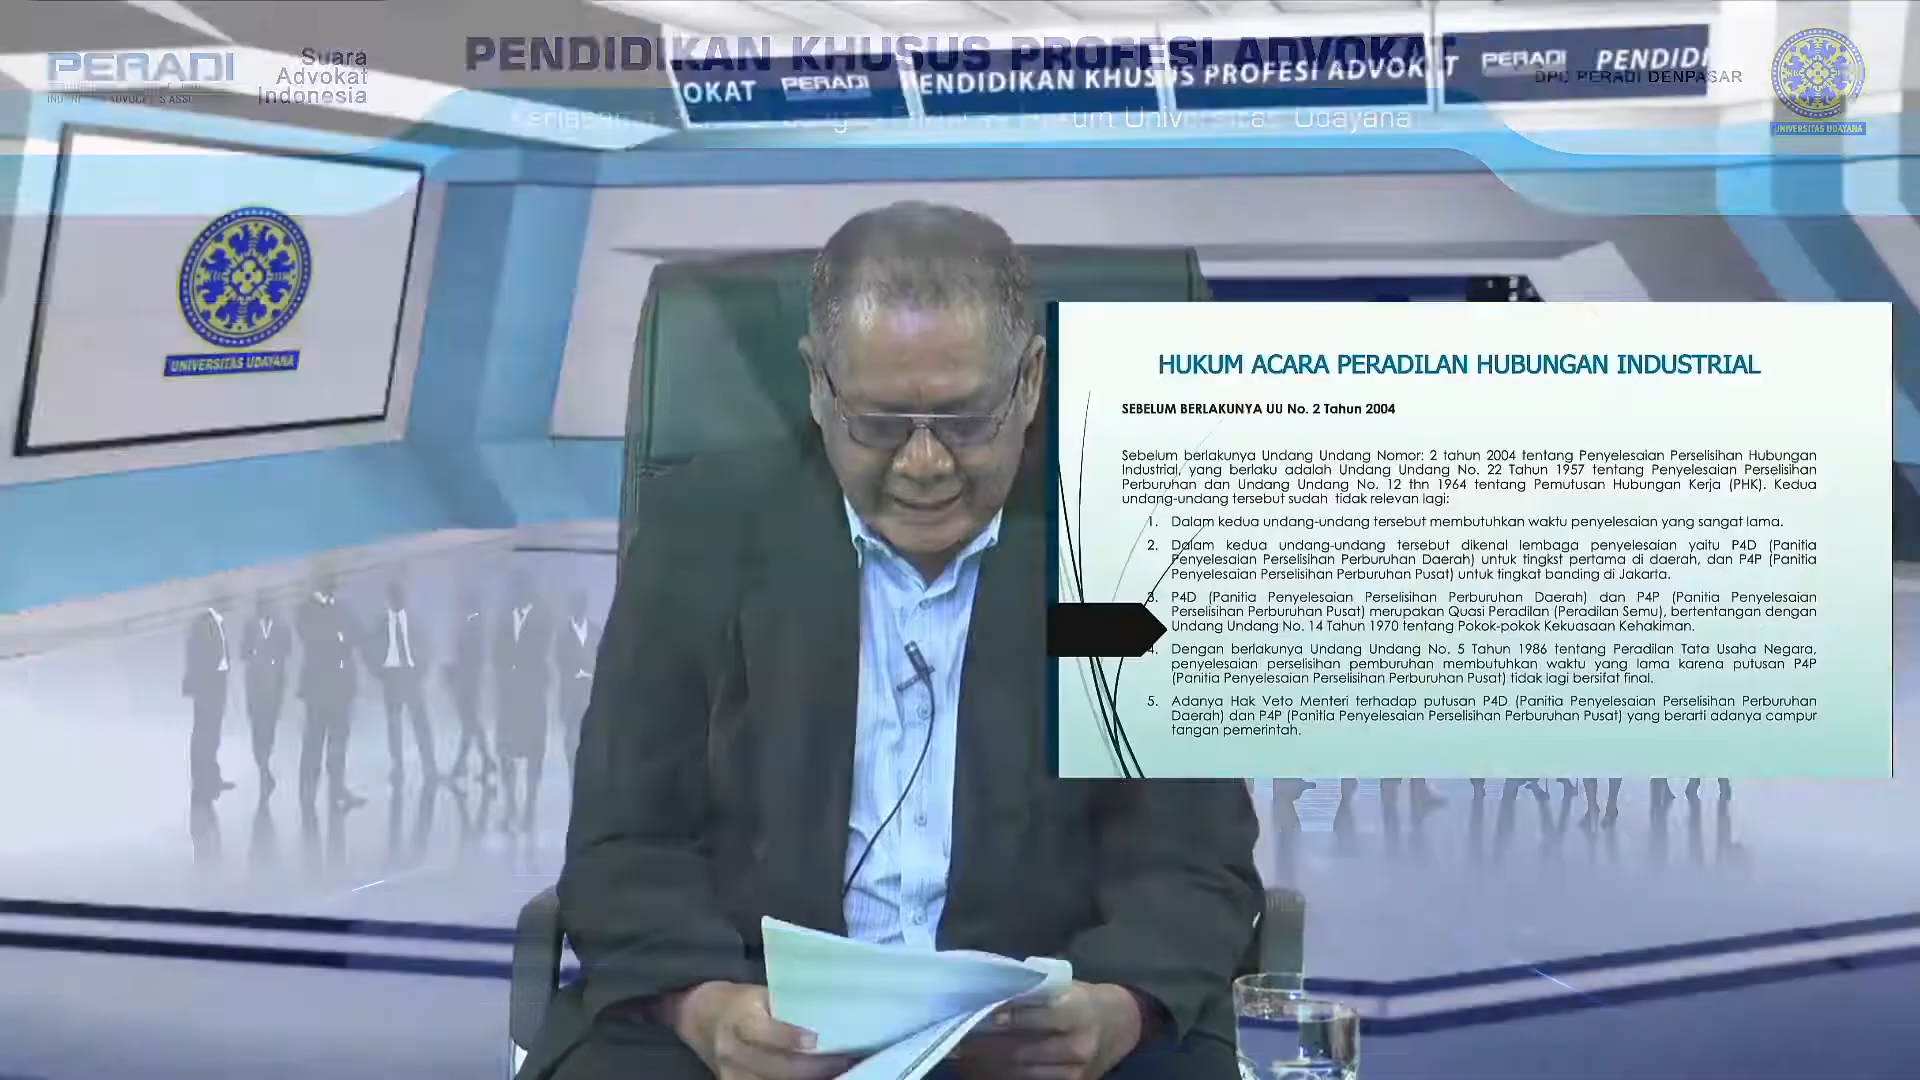 PERADI
Suara
Advokat
Indonesia
PENDIDIKAN KHUSUS PROFESI ADVOKAT
OKAT PERADI PENDIDIKAN KHUSUS PROFESI ADVOKAT PERADI PENDIDI
DPC PERADI DENPASAR
UNIVERSITAS UDAYANA
UNIVERSITAS UDAYANA
HUKUM ACARA PERADILAN HUBUNGAN INDUSTRIAL
SEBELUM BERLAKUNYA UU No. 2 Tahun 2004
Sebelum berlakunya Undang Undang Nomor: 2 tahun 2004 tentang Penyelesaian Perselisihan Hubungan
Industrial, yang berlaku adalah Undang Undang No. 22 Tahun 1957 tentang Penyelesaian Perselisihan
Perburuhan dan Undang Undang No. 12 thn 1964 tentang Pemutusan Hubungan Kerja (PHK). Kedua
undang-undang tersebut sudah tidak relevan lagi:
1. Dalam kedua undang-undang tersebut membutuhkan waktu penyelesaian yang sangat lama.
2. Dalam kedua undang-undang tersebut dikenal lembaga penyelesaian yaitu P4D (Panitia
Penyelesaian Perselisihan Perburuhan Daerah) untuk tingkst pertama di daerah, dan P4P (Panitia
Penyelesaian Perselisihan Perburuhan Pusat) untuk tingkat banding di Jakarta.
3. P4D (Panitia Penyelesaian Perselisihan Perburuhan Daerah) dan P4P (Panitia Penyelesaian
Perselisihan Perburuhan Pusat) merupakan Quasi Peradilan (Peradilan Semu), bertentangan dengan
Undang Undang No. 14 Tahun 1970 tentang Pokok-pokok Kekuasaan Kehakiman.
4. Dengan berlakunya Undang Undang No. 5 Tahun 1986 tentang Peradilan Tata Usaha Negara,
penyelesaian perselisihan pemburuhan membutuhkan waktu yang lama karena putusan P4P
(Panitia Penyelesaian Perselisihan Perburuhan Pusat) tidak lagi bersifat final.
5. Adanya Hak Veto Menteri terhadap putusan P4D (Panitia Penyelesaian Perselisihan Perburuhan
Daerah) dan P4P (Panitia Penyelesaian Perselisihan Perburuhan Pusat) yang berarti adanya campur
tangan pemerintah.